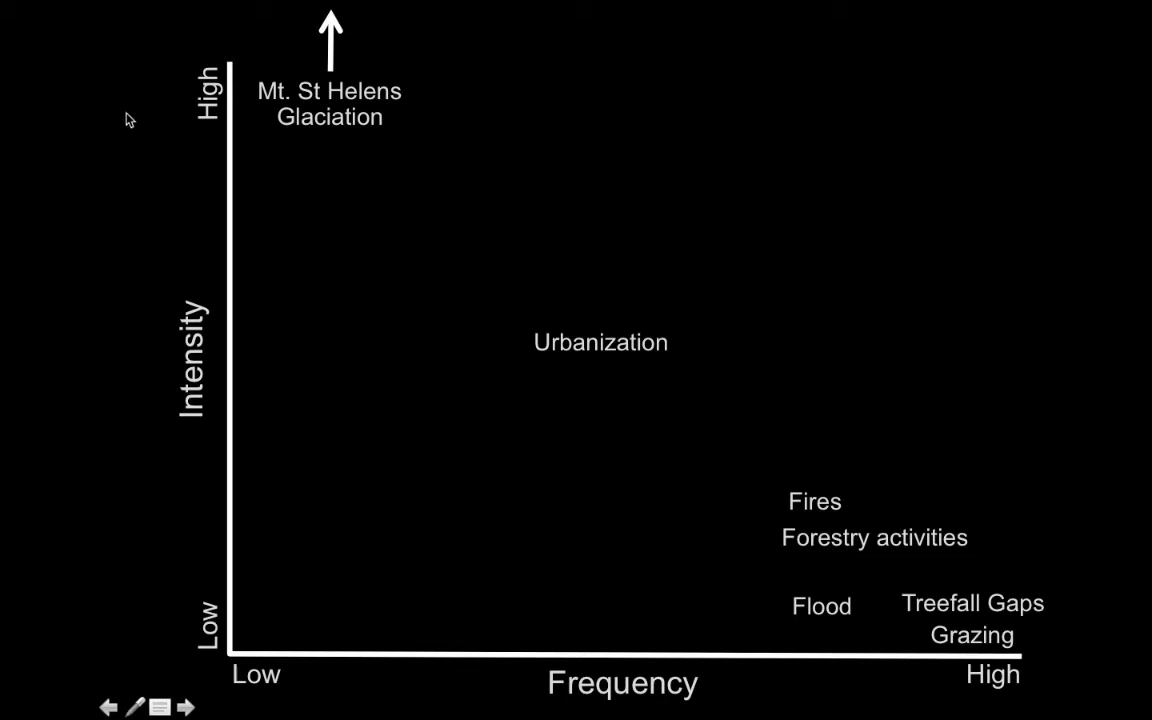 High
Mt. St Helens
Glaciation
Intensity
Urbanization
Fires
Forestry activities
Flood
Treefall Gaps
Grazing
Low
Low
Frequency
High